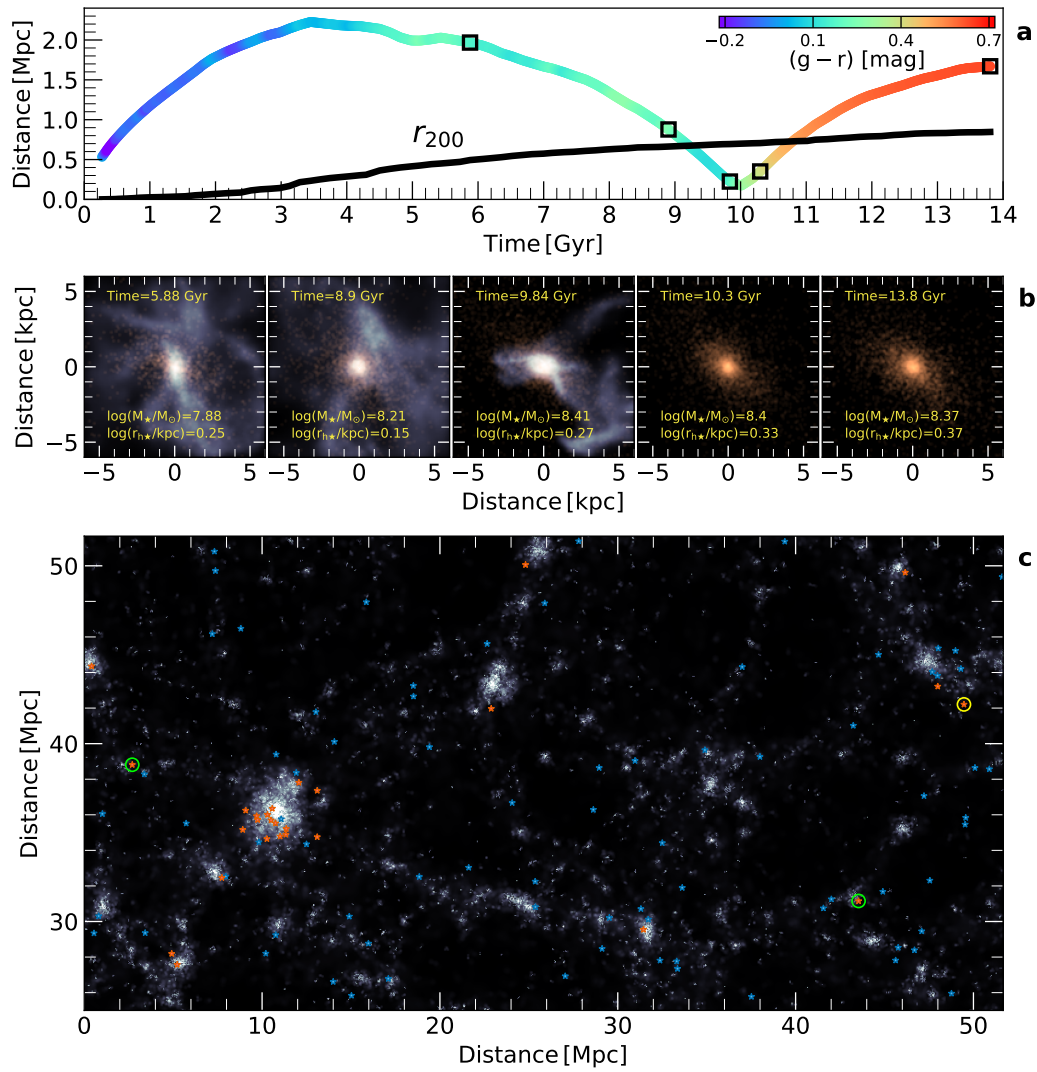 a
Distance [Mpc]
2.0
1.5
1.0
0.5
0.0
r₂₀₀
−0.2 0.1 0.4 0.7
(g − r) [mag]
0 1 2 3 4 5 6 7 8 9 10 11 12 13 14
Time [Gyr]
b
Distance [kpc]
5
0
−5
Time=5.88 Gyr
log(M⋆/M⊙)=7.88
log(rh⋆/kpc)=0.25
Time=8.9 Gyr
log(M⋆/M⊙)=8.21
log(rh⋆/kpc)=0.15
Time=9.84 Gyr
log(M⋆/M⊙)=8.41
log(rh⋆/kpc)=0.27
Time=10.3 Gyr
log(M⋆/M⊙)=8.4
log(rh⋆/kpc)=0.33
Time=13.8 Gyr
log(M⋆/M⊙)=8.37
log(rh⋆/kpc)=0.37
−5 0 5 −5 0 5 −5 0 5 −5 0 5 −5 0 5
Distance [kpc]
c
Distance [Mpc]
50
40
30
0 10 20 30 40 50
Distance [Mpc]